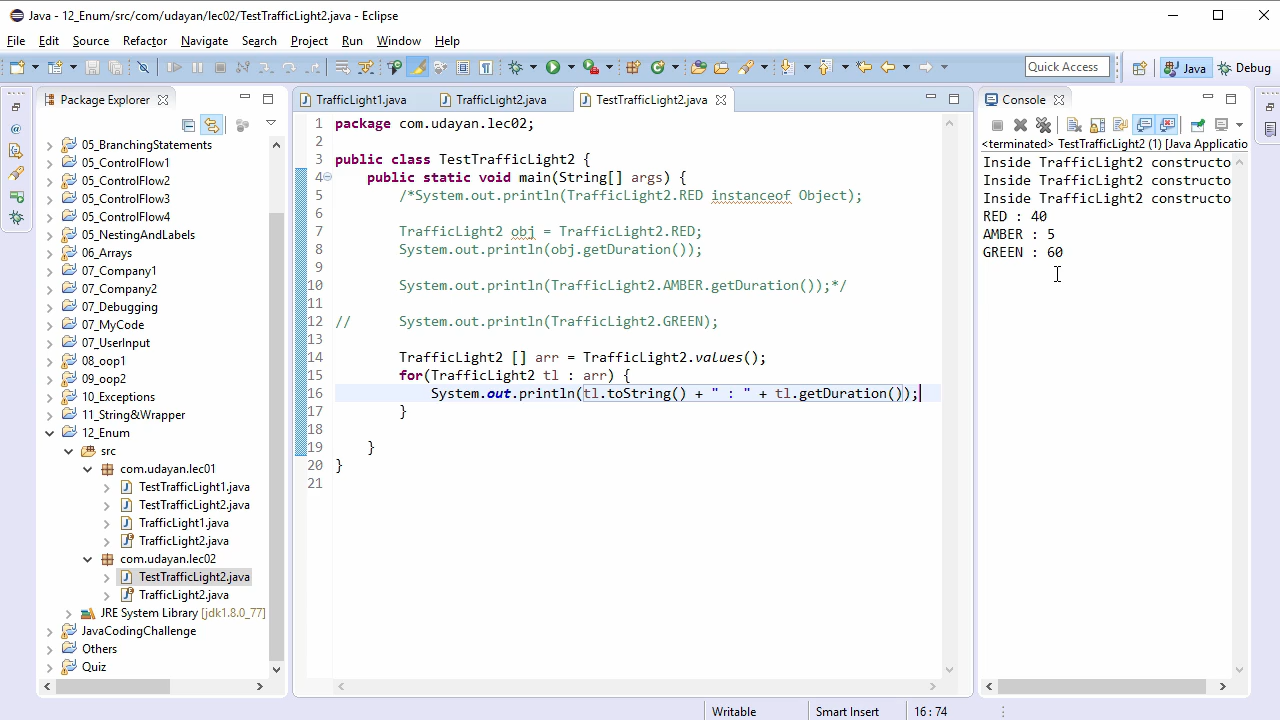 Java - 12_Enum/src/com/udayan/lec02/TestTrafficLight2.java - Eclipse
File Edit Source Refactor Navigate Search Project Run Window Help
Quick Access
Java
Debug
Package Explorer
05_BranchingStatements
05_ControlFlow1
05_ControlFlow2
05_ControlFlow3
05_ControlFlow4
05_NestingAndLabels
06_Arrays
07_Company1
07_Company2
07_Debugging
07_MyCode
07_UserInput
08_oop1
09_oop2
10_Exceptions
11_String&Wrapper
12_Enum
src
com.udayan.lec01
TestTrafficLight1.java
TestTrafficLight2.java
TrafficLight1.java
TrafficLight2.java
com.udayan.lec02
TestTrafficLight2.java
TrafficLight2.java
JRE System Library [jdk1.8.0_77]
JavaCodingChallenge
Others
Quiz
TrafficLight1.java TrafficLight2.java TestTrafficLight2.java
1 package com.udayan.lec02;
2
3 public class TestTrafficLight2 {
4 public static void main(String[] args) {
5 /*System.out.println(TrafficLight2.RED instanceof Object);
6
7 TrafficLight2 obj = TrafficLight2.RED;
8 System.out.println(obj.getDuration());
9
10 System.out.println(TrafficLight2.AMBER.getDuration());*/
11
12 // System.out.println(TrafficLight2.GREEN);
13
14 TrafficLight2 [] arr = TrafficLight2.values();
15 for(TrafficLight2 tl : arr) {
16 System.out.println(tl.toString() + " : " + tl.getDuration());
17 }
18
19 }
20 }
21
Console
<terminated> TestTrafficLight2 (1) [Java Applicatio
Inside TrafficLight2 constructo
Inside TrafficLight2 constructo
Inside TrafficLight2 constructo
RED : 40
AMBER : 5
GREEN : 60
Writable
Smart Insert
16 : 74